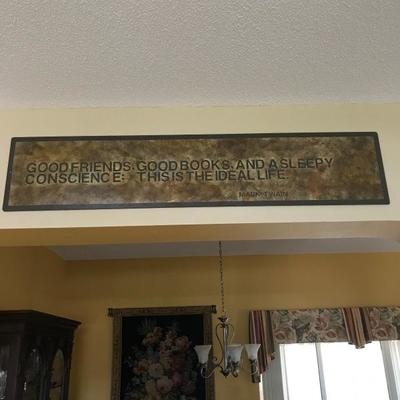 GOOD FRIENDS, GOOD BOOKS, AND A SLEEPY
CONSCIENCE: THIS IS THE IDEAL LIFE.
MARK TWAIN